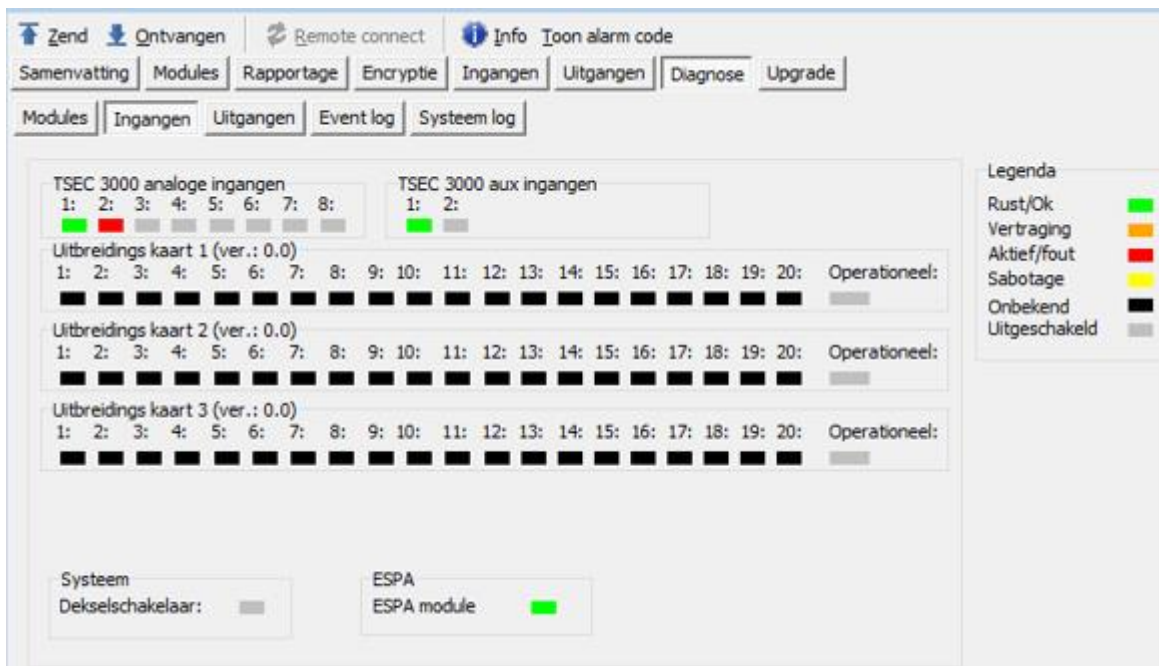 Zend Ontvangen Remote connect Info Toon alarm code
Samenvatting Modules Rapportage Encryptie Ingangen Uitgangen Diagnose Upgrade
Modules Ingangen Uitgangen Event log Systeem log
TSEC 3000 analoge ingangen
1: 2: 3: 4: 5: 6: 7: 8:
TSEC 3000 aux ingangen
1: 2:
Uitbreidings kaart 1 (ver.: 0.0)
1: 2: 3: 4: 5: 6: 7: 8: 9: 10: 11: 12: 13: 14: 15: 16: 17: 18: 19: 20: Operationeel:
Uitbreidings kaart 2 (ver.: 0.0)
1: 2: 3: 4: 5: 6: 7: 8: 9: 10: 11: 12: 13: 14: 15: 16: 17: 18: 19: 20: Operationeel:
Uitbreidings kaart 3 (ver.: 0.0)
1: 2: 3: 4: 5: 6: 7: 8: 9: 10: 11: 12: 13: 14: 15: 16: 17: 18: 19: 20: Operationeel:
Systeem
Dekselschakelaar:
ESPA
ESPA module
Legenda
Rust/Ok
Vertraging
Aktief/fout
Sabotage
Onbekend
Uitgeschakeld